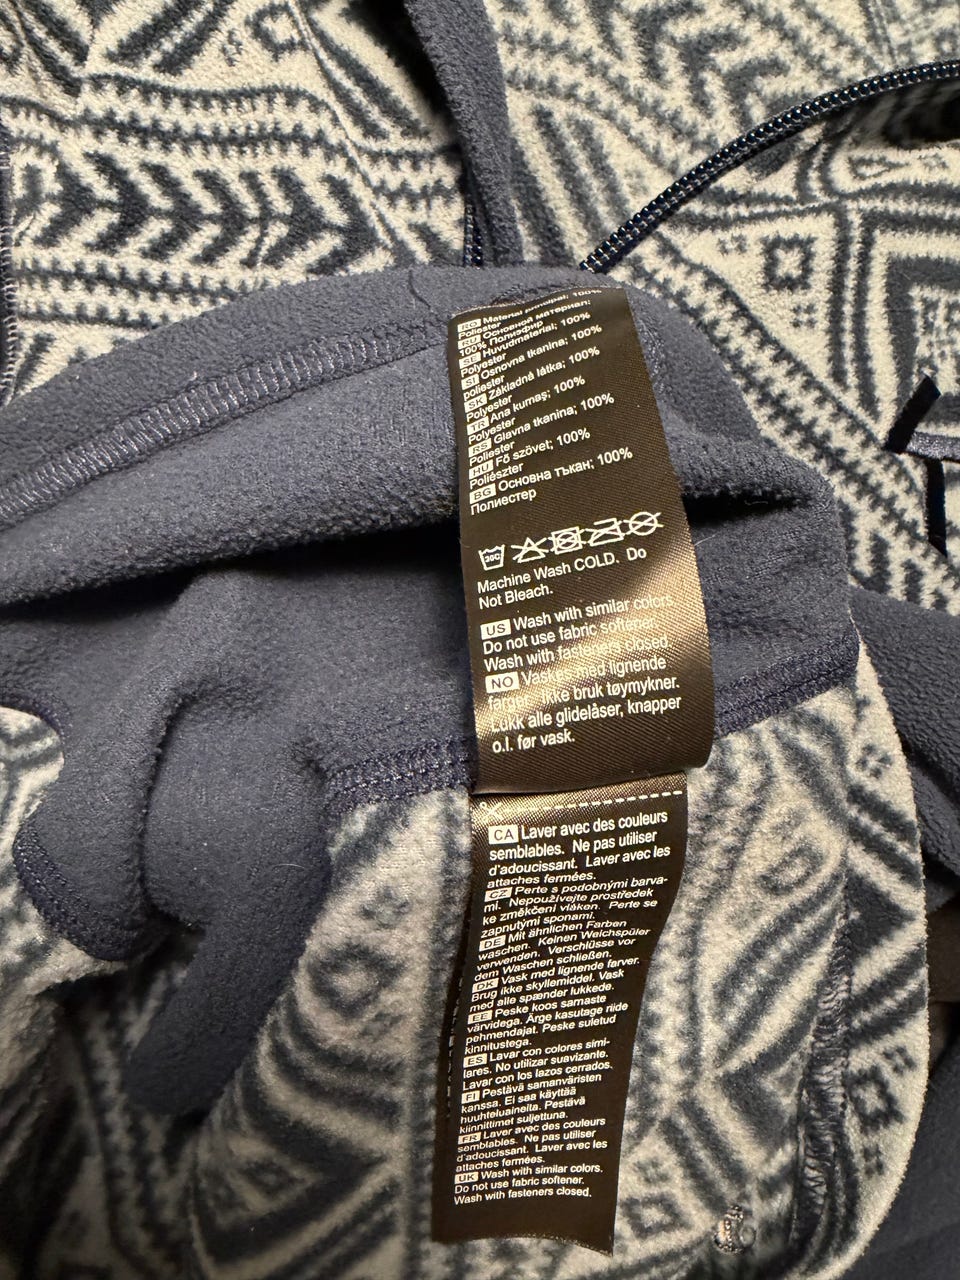 RO Material principal; 100%
Poliester
RU Основной материал;
100% Полиэфир
SE Huvudmaterial; 100%
Polyester
SI Osnovna tkanina; 100%
poliester
SK Základná látka; 100%
Polyester
TR Ana kumaş; 100%
Polyester
RS Glavna tkanina; 100%
Poliester
HU Fő szövet; 100%
Poliészter
BG Основна тъкан; 100%
Полиестер
30C
Machine Wash COLD. Do
Not Bleach.
US Wash with similar colors.
Do not use fabric softener.
Wash with fasteners closed.
NO Vaskes med lignende
farger. Ikke bruk tøymykner.
Lukk alle glidelåser, knapper
o.l. før vask.
CA Laver avec des couleurs
semblables. Ne pas utiliser
d'adoucissant. Laver avec les
attaches fermées.
CZ Perte s podobnými barva-
mi. Nepoužívejte prostředek
ke změkčení vláken. Perte se
zapnutými sponami.
DE Mit ähnlichen Farben
waschen. Keinen Weichspüler
verwenden. Verschlüsse vor
dem Waschen schließen.
DK Vask med lignende farver.
Brug ikke skyllemiddel. Vask
med alle spænder lukkede.
EE Peske koos samaste
värvidega. Ärge kasutage riide
pehmendajat. Peske suletud
kinnitustega.
ES Lavar con colores simi-
lares. No utilizar suavizante.
Lavar con los lazos cerrados.
FI Pestävä samanväristen
kanssa. Ei saa käyttää
huuhteluainetta. Pestävä
kiinnittimet suljettuna.
FR Laver avec des couleurs
semblables. Ne pas utiliser
d'adoucissant. Laver avec les
attaches fermées.
UK Wash with similar colors.
Do not use fabric softener.
Wash with fasteners closed.